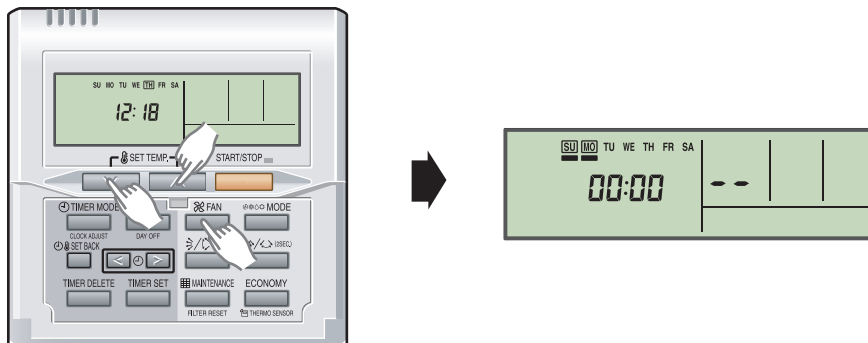 SU MO TU WE TH FR SA
12:18
SET TEMP. START/STOP
TIMER MODE FAN MODE
CLOCK ADJUST DAY OFF
SET BACK (2SEC.)
TIMER DELETE TIMER SET MAINTENANCE ECONOMY
FILTER RESET THERMO SENSOR
SU MO TU WE TH FR SA
00:00 --